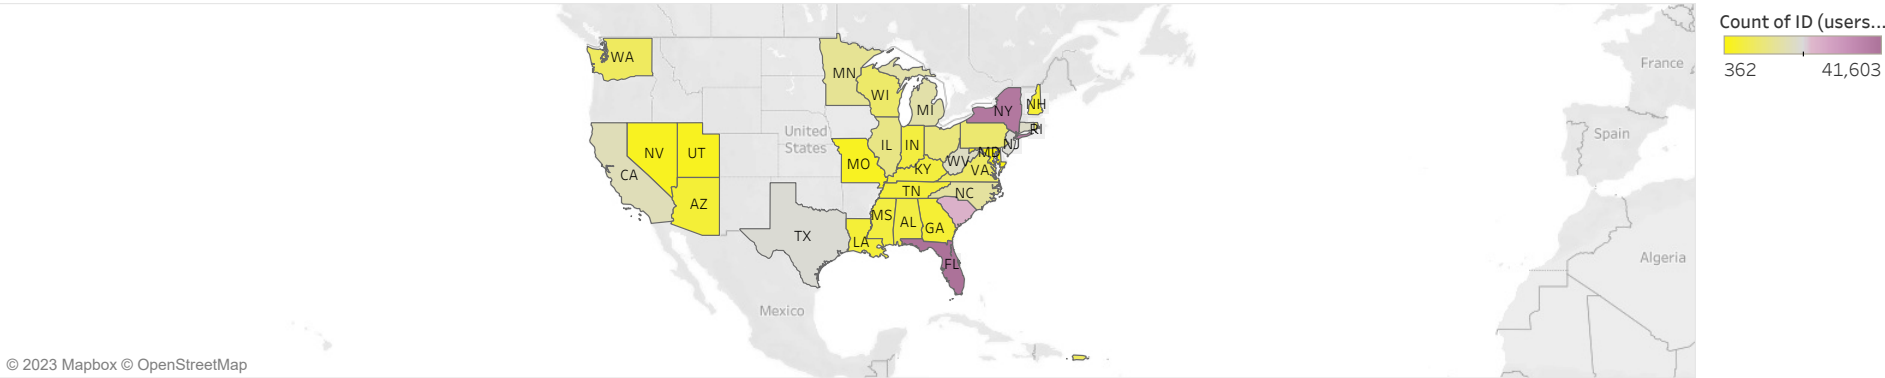 Count of ID (users...
362
41,603
WA
MN
WI
MI
NY
NH
RI
France
Spain
United
States
NV
UT
CA
AZ
MO
IL
IN
KY
WV
MD
NJ
VA
TN
NC
TX
MS
AL
GA
LA
FL
Algeria
Mexico
© 2023 Mapbox © OpenStreetMap